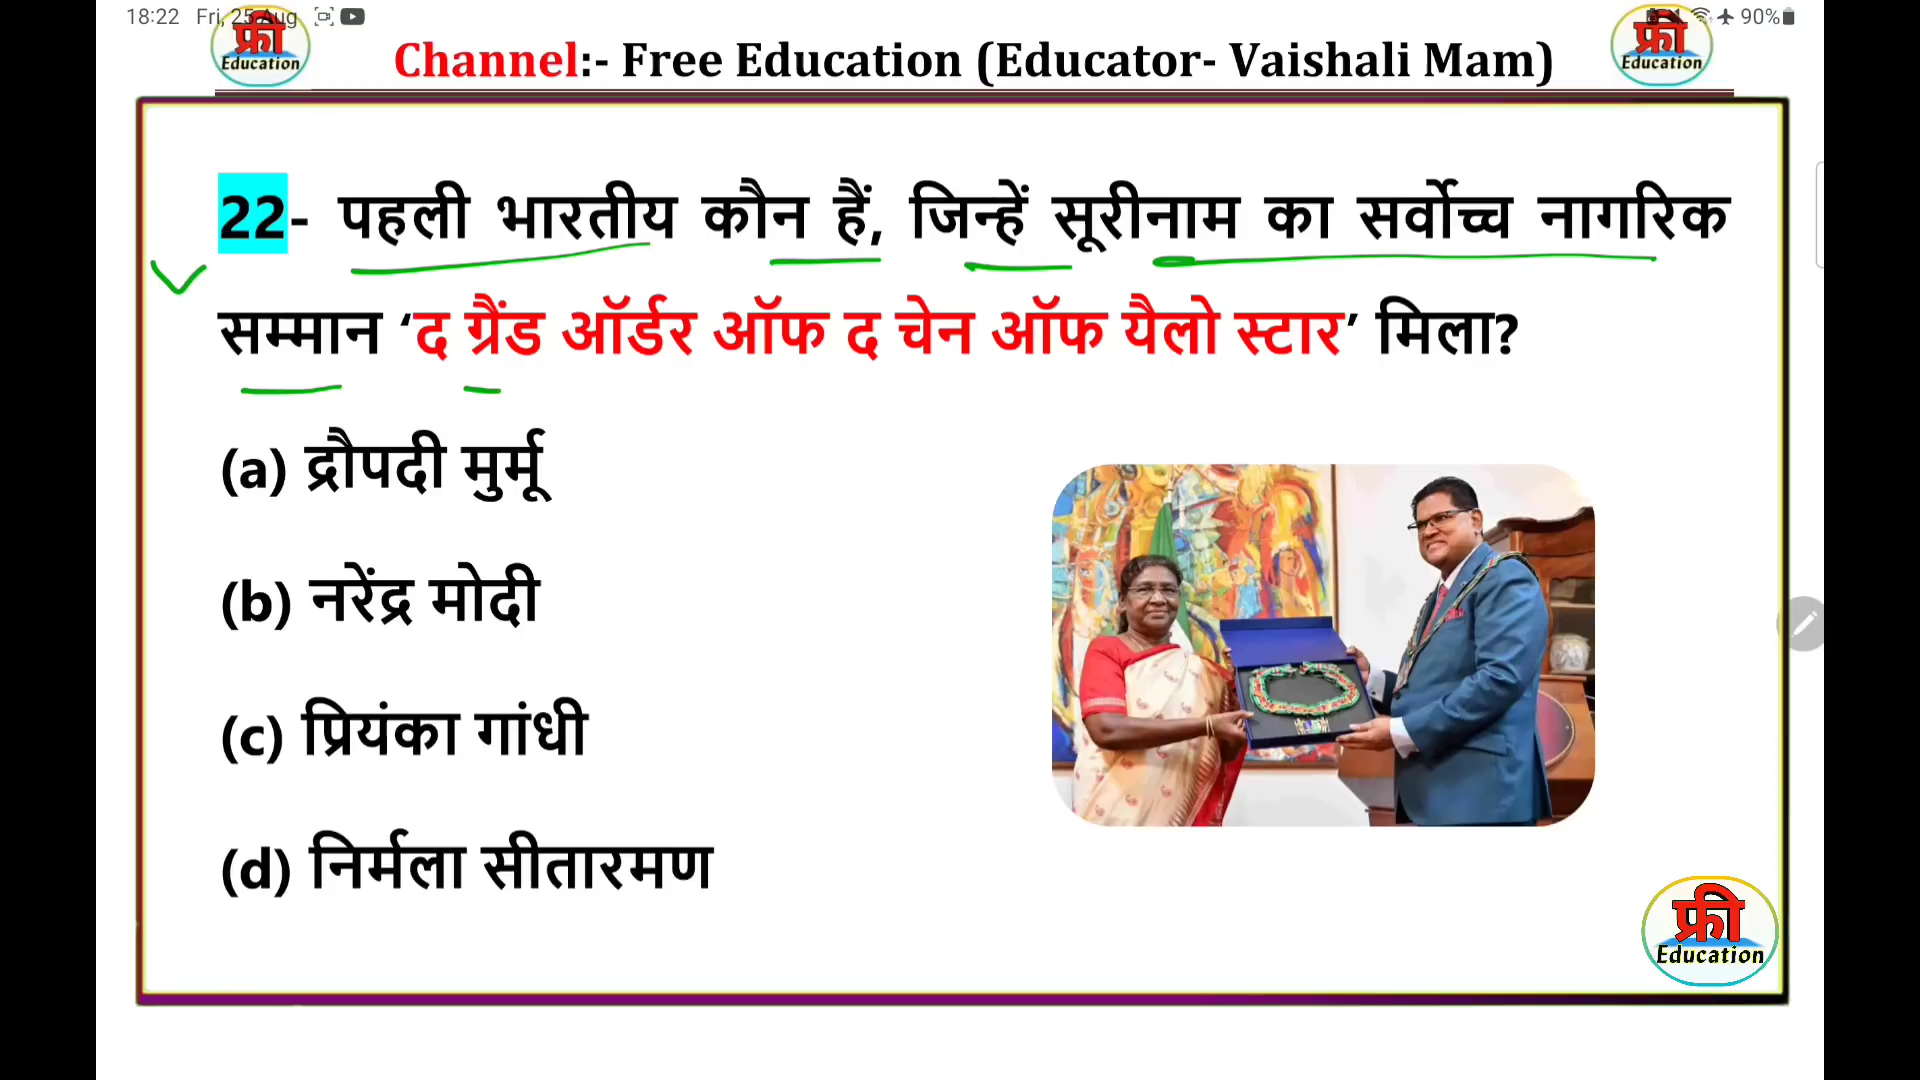 18:22 Fri, 25 Aug
90%
फ्री
Education
Channel:- Free Education (Educator- Vaishali Mam)
फ्री
Education
22- पहली भारतीय कौन हैं, जिन्हें सूरीनाम का सर्वोच्च नागरिक
सम्मान ‘द ग्रैंड ऑर्डर ऑफ द चेन ऑफ यैलो स्टार’ मिला?
(a) द्रौपदी मुर्मू
(b) नरेंद्र मोदी
(c) प्रियंका गांधी
(d) निर्मला सीतारमण
फ्री
Education